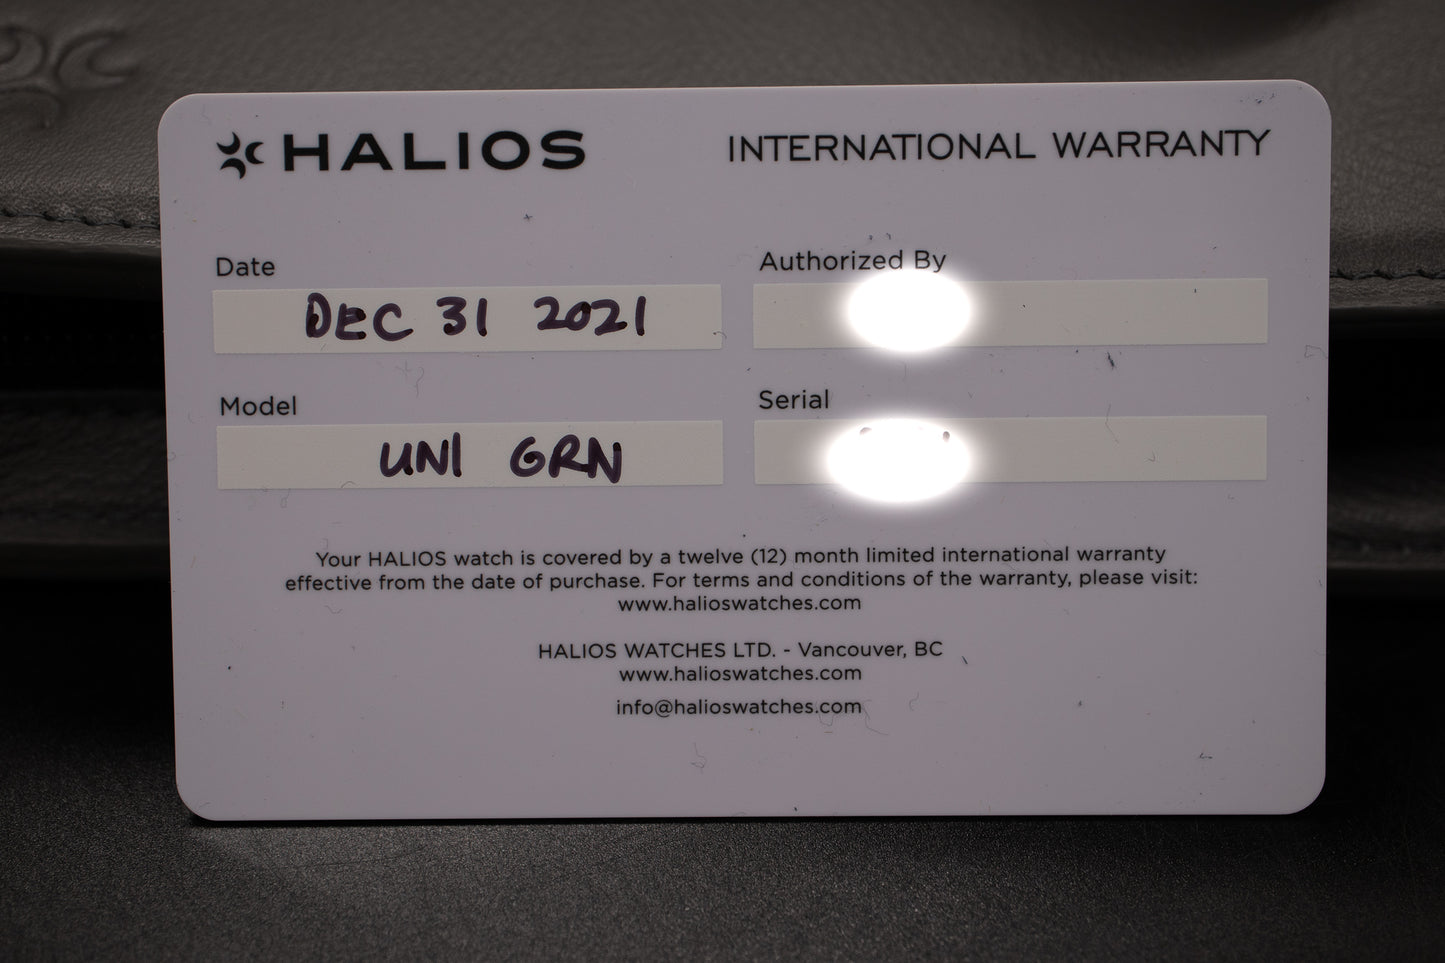 HALIOS
INTERNATIONAL WARRANTY
Date
DEC 31 2021
Authorized By
Model
UNI GRN
Serial
Your HALIOS watch is covered by a twelve (12) month limited international warranty
effective from the date of purchase. For terms and conditions of the warranty, please visit:
www.halioswatches.com
HALIOS WATCHES LTD. - Vancouver, BC
www.halioswatches.com
info@halioswatches.com